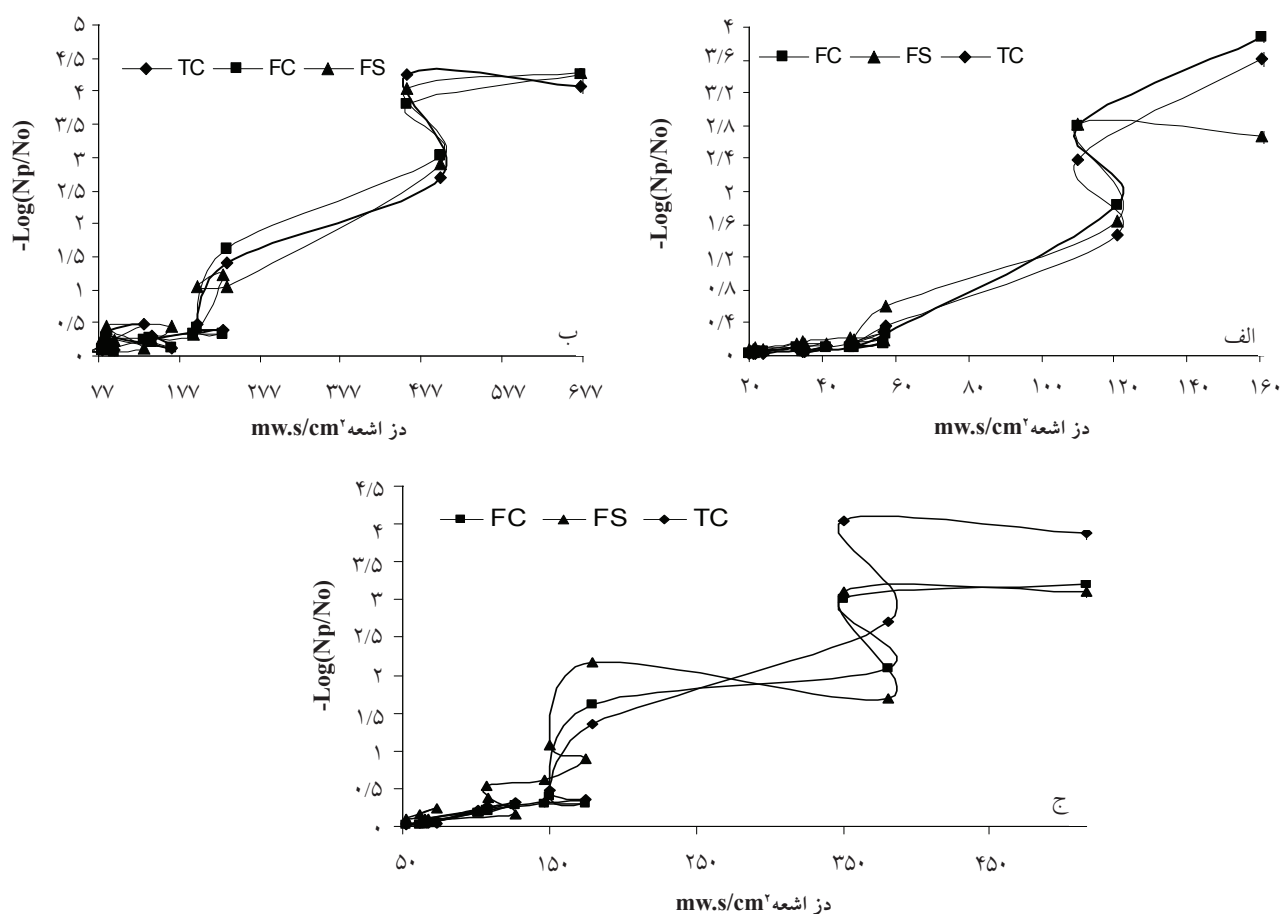 -Log(Np/No)
۴
۳/۶
۳/۲
۲/۸
۲/۴
۲
۱/۶
۱/۲
۰/۸
۰/۴
۰
FC FS TC
الف
۲۰ ۴۰ ۶۰ ۱۰۰ ۱۲۰ ۱۴۰ ۱۶۰
دز اشعه mw.s/cm۲
-Log(Np/No)
۵
۴/۵
۴
۳/۵
۳
۲/۵
۲
۱/۵
۱
۰/۵
۰
TC FC FS
ب
۷۷ ۱۷۷ ۲۷۷ ۳۷۷ ۴۷۷ ۵۷۷ ۶۷۷
دز اشعه mw.s/cm۲
-Log(Np/No)
۴/۵
۴
۳/۵
۳
۲/۵
۲
۱/۵
۱
۰/۵
۰
FC FS TC
ج
۵۰ ۱۵۰ ۲۵۰ ۳۵۰ ۴۵۰
دز اشعه mw.s/cm۲